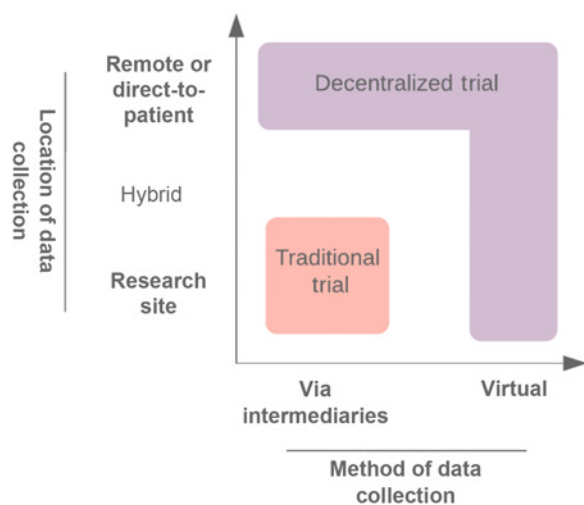 Remote or
direct-to-
patient
Decentralized trial
Location of data
collection
Hybrid
Traditional
trial
Research
site
Via
intermediaries
Virtual
Method of data
collection